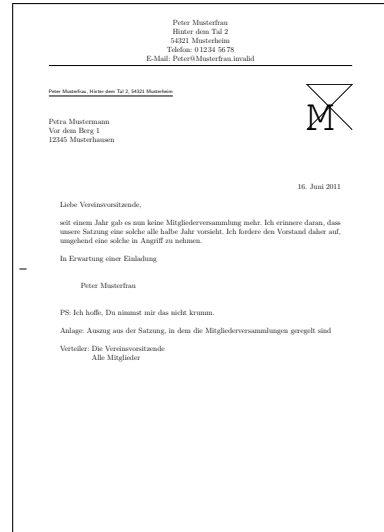 Peter Musterfrau
Hinter dem Tal 2
54321 Musterheim
Telefon: 0 12 34 56 78
E-Mail: Peter@Musterfrau.invalid
Peter Musterfrau, Hinter dem Tal 2, 54321 Musterheim
M
Petra Mustermann
Vor dem Berg 1
12345 Musterhausen
16. Juni 2011
Liebe Vereinsvorsitzende,
seit einem Jahr gab es nun keine Mitgliederversammlung mehr. Ich erinnere daran, dass
unsere Satzung eine solche alle halbe Jahr vorsieht. Ich fordere den Vorstand daher auf,
umgehend eine solche in Angriff zu nehmen.
In Erwartung einer Einladung
Peter Musterfrau
PS: Ich hoffe, Du nimmst mir das nicht krumm.
Anlage: Auszug aus der Satzung, in dem die Mitgliederversammlungen geregelt sind
Verteiler: Die Vereinsvorsitzende
Alle Mitglieder